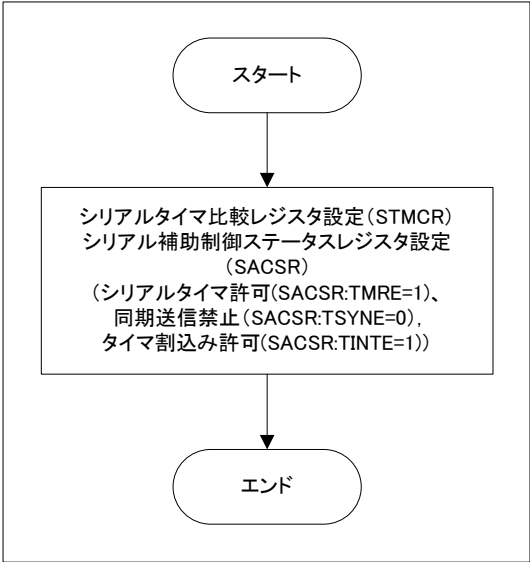 スタート
シリアルタイマ比較レジスタ設定(STMCR)
シリアル補助制御ステータスレジスタ設定
(SACSR)
(シリアルタイマ許可(SACSR:TMRE=1)、
同期送信禁止(SACSR:TSYNE=0),
タイマ割込み許可(SACSR:TINTE=1))
エンド